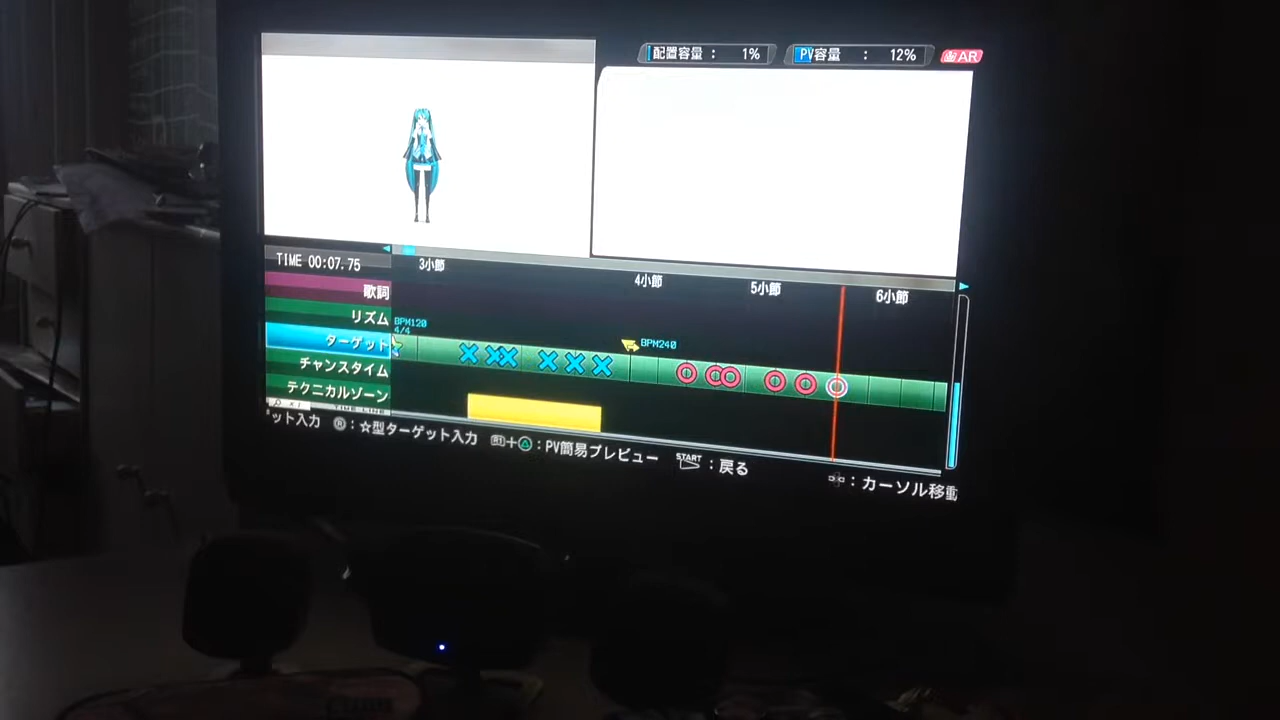 配置容量 : 1%
PV容量 : 12%
AR
TIME 00:07.75
3小節
4小節
5小節
6小節
歌詞
リズム
BPM120
4/4
ターゲット
BPM240
チャンスタイム
テクニカルゾーン
ット入力 R:☆型ターゲット入力 R1+△:PV簡易プレビュー START:戻る
:カーソル移動